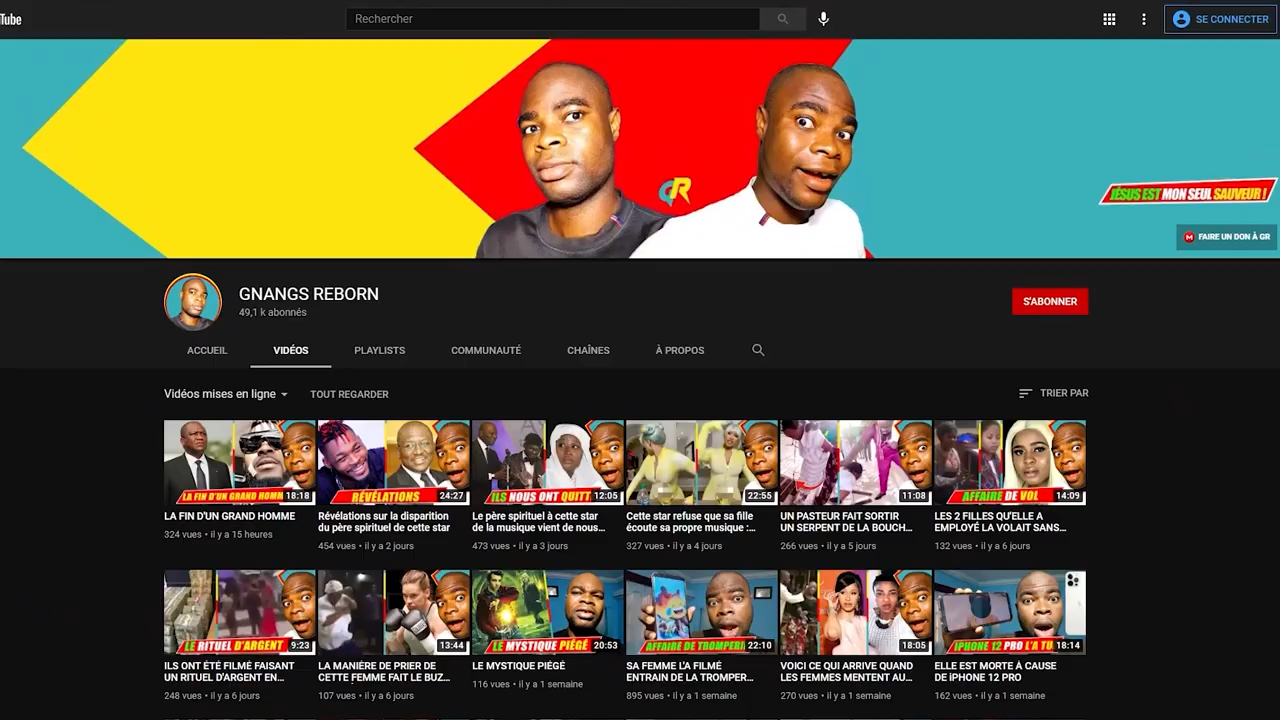 Tube
Rechercher
SE CONNECTER
GR
JÉSUS EST MON SEUL SAUVEUR !
FAIRE UN DON À GR
GNANGS REBORN
49,1 k abonnés
S'ABONNER
ACCUEIL
VIDÉOS
PLAYLISTS
COMMUNAUTÉ
CHAÎNES
À PROPOS
Vidéos mises en ligne
TOUT REGARDER
TRIER PAR
LA FIN D'UN GRAND HOMM
18:18
RÉVÉLATIONS
24:27
ILS NOUS ONT QUITT
12:05
22:55
11:08
AFFAIRE DE VOL
14:09
LA FIN D'UN GRAND HOMME
324 vues • il y a 15 heures
Révélations sur la disparition
du père spirituel de cette star
454 vues • il y a 2 jours
Le père spirituel à cette star
de la musique vient de nous...
473 vues • il y a 3 jours
Cette star refuse que sa fille
écoute sa propre musique :...
327 vues • il y a 4 jours
UN PASTEUR FAIT SORTIR
UN SERPENT DE LA BOUCH...
266 vues • il y a 5 jours
LES 2 FILLES QU'ELLE A
EMPLOYÉ LA VOLAIT SANS...
132 vues • il y a 6 jours
LE RITUEL D'ARGENT
9:23
13:44
LE MYSTIQUE PIÉGÉ
20:53
AFFAIRE DE TROMPERI
22:10
18:05
IPHONE 12 PRO L'A TU
18:14
ILS ONT ÉTÉ FILMÉ FAISANT
UN RITUEL D'ARGENT EN...
248 vues • il y a 6 jours
LA MANIÈRE DE PRIER DE
CETTE FEMME FAIT LE BUZ...
107 vues • il y a 6 jours
LE MYSTIQUE PIÉGÉ
116 vues • il y a 1 semaine
SA FEMME L'A FILMÉ
ENTRAIN DE LA TROMPER...
895 vues • il y a 1 semaine
VOICI CE QUI ARRIVE QUAND
LES FEMMES MENTENT AU...
270 vues • il y a 1 semaine
ELLE EST MORTE À CAUSE
DE iPHONE 12 PRO
162 vues • il y a 1 semaine